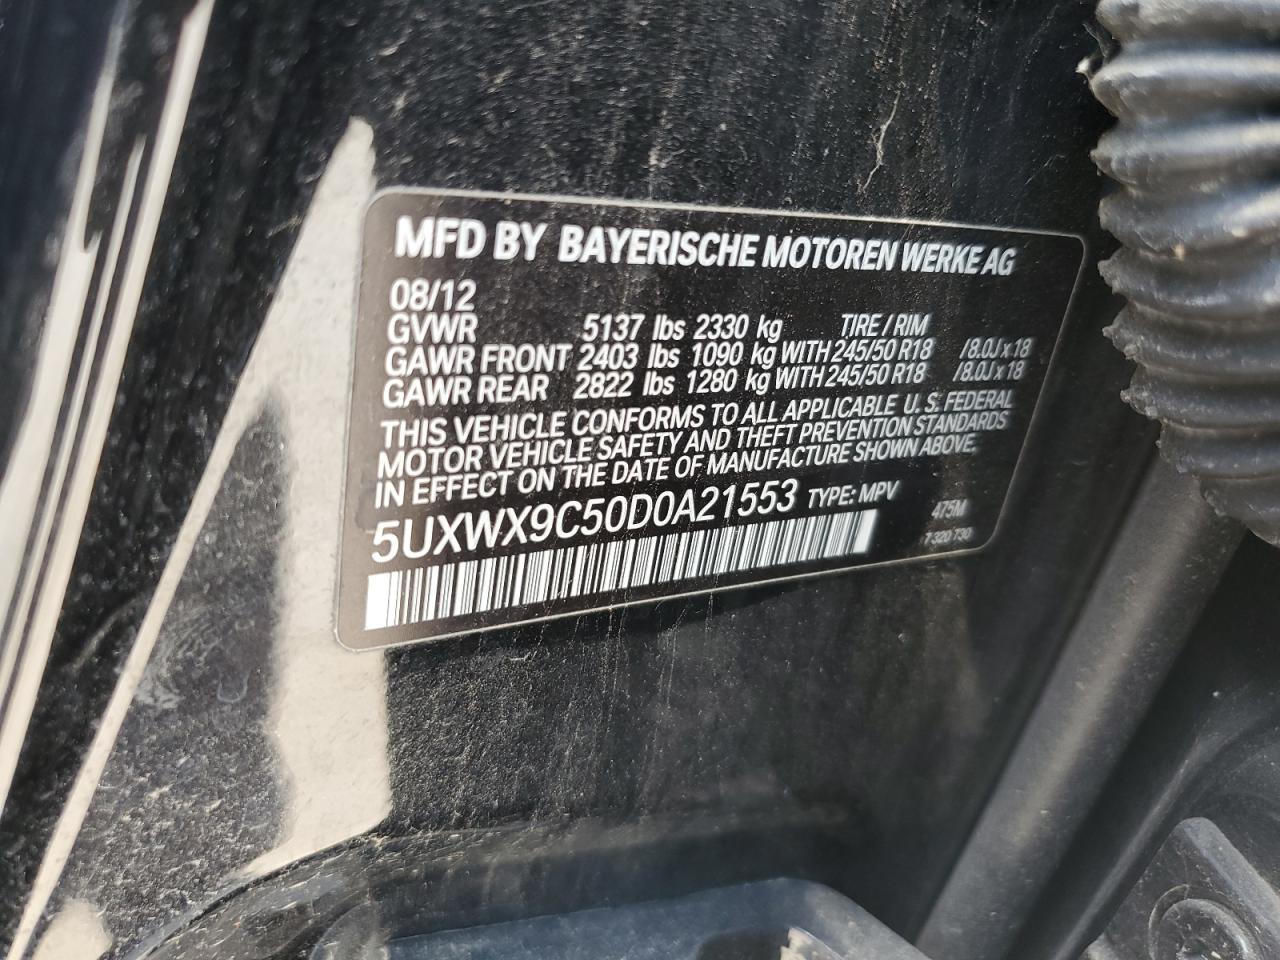 MFD BY BAYERISCHE MOTOREN WERKE AG
08/12
GVWR 5137 lbs 2330 kg TIRE / RIM
GAWR FRONT 2403 lbs 1090 kg WITH 245/50 R18 /8.0J x 18
GAWR REAR 2822 lbs 1280 kg WITH 245/50 R18 /8.0J x 18
THIS VEHICLE CONFORMS TO ALL APPLICABLE U.S. FEDERAL
MOTOR VEHICLE SAFETY AND THEFT PREVENTION STANDARDS
IN EFFECT ON THE DATE OF MANUFACTURE SHOWN ABOVE.
5UXWX9C50D0A21553 TYPE: MPV
475M
7 320 730